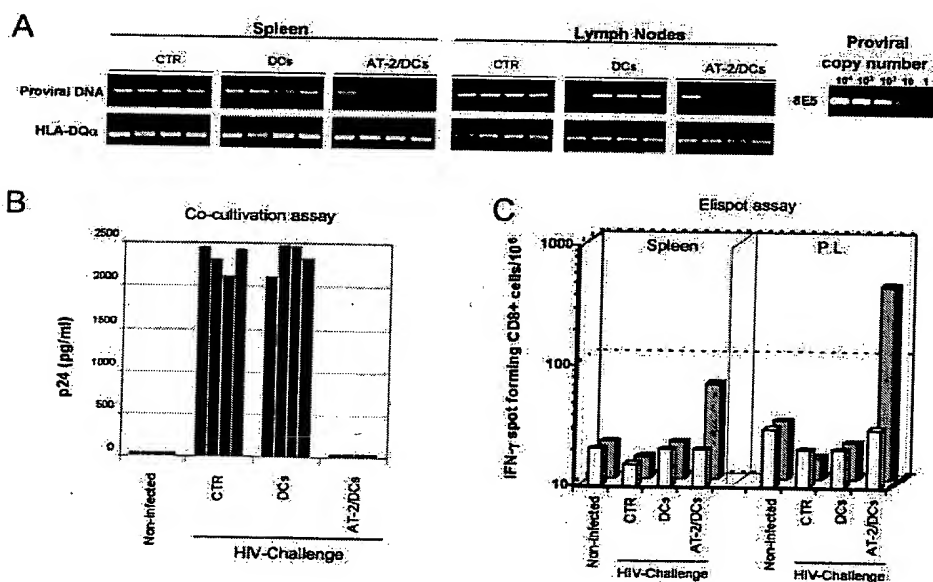 A
Spleen
Lymph Nodes
Proviral
copy number
CTR
DCs
AT-2/DCs
CTR
DCs
AT-2/DCs
10 1
Proviral DNA
8E5
HLA-DQα
B
Co-cultivation assay
p24 (pg/ml)
2500
2000
1500
1000
500
0
Non-infected
CTR
DCs
AT-2/DCs
HIV-Challenge
C
Elispot assay
Spleen
P.L.
IFN-γ spot forming CD8+ cells/10⁶
1000
100
10
Non-infected
CTR
DCs
AT-2/DCs
HIV-Challenge
Non-infected
CTR
DCs
AT-2/DCs
HIV-Challenge